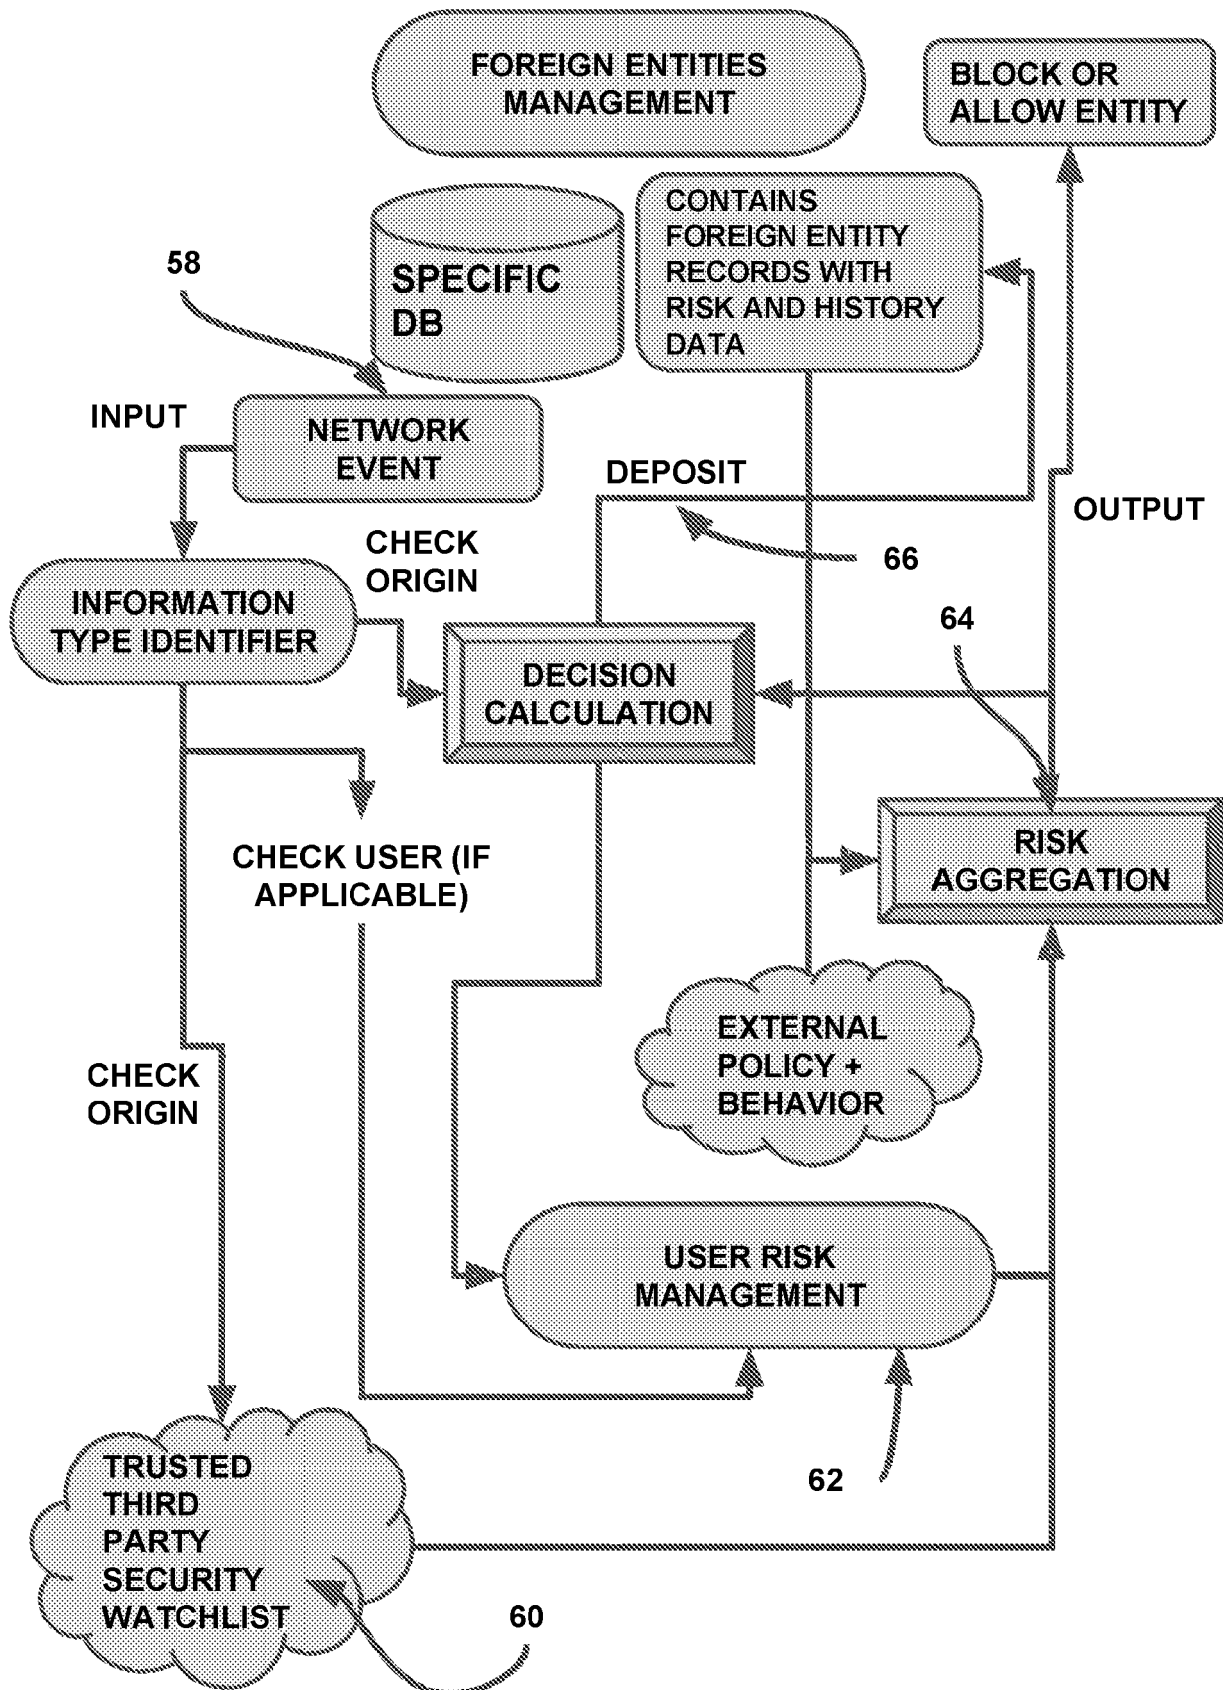 FOREIGN ENTITIES
MANAGEMENT
BLOCK OR
ALLOW ENTITY
CONTAINS
FOREIGN ENTITY
RECORDS WITH
RISK AND HISTORY
DATA
58
SPECIFIC
DB
INPUT
NETWORK
EVENT
DEPOSIT
OUTPUT
CHECK
ORIGIN
66
INFORMATION
TYPE IDENTIFIER
64
DECISION
CALCULATION
CHECK USER (IF
APPLICABLE)
RISK
AGGREGATION
EXTERNAL
POLICY +
BEHAVIOR
CHECK
ORIGIN
USER RISK
MANAGEMENT
62
TRUSTED
THIRD
PARTY
SECURITY
WATCHLIST
60